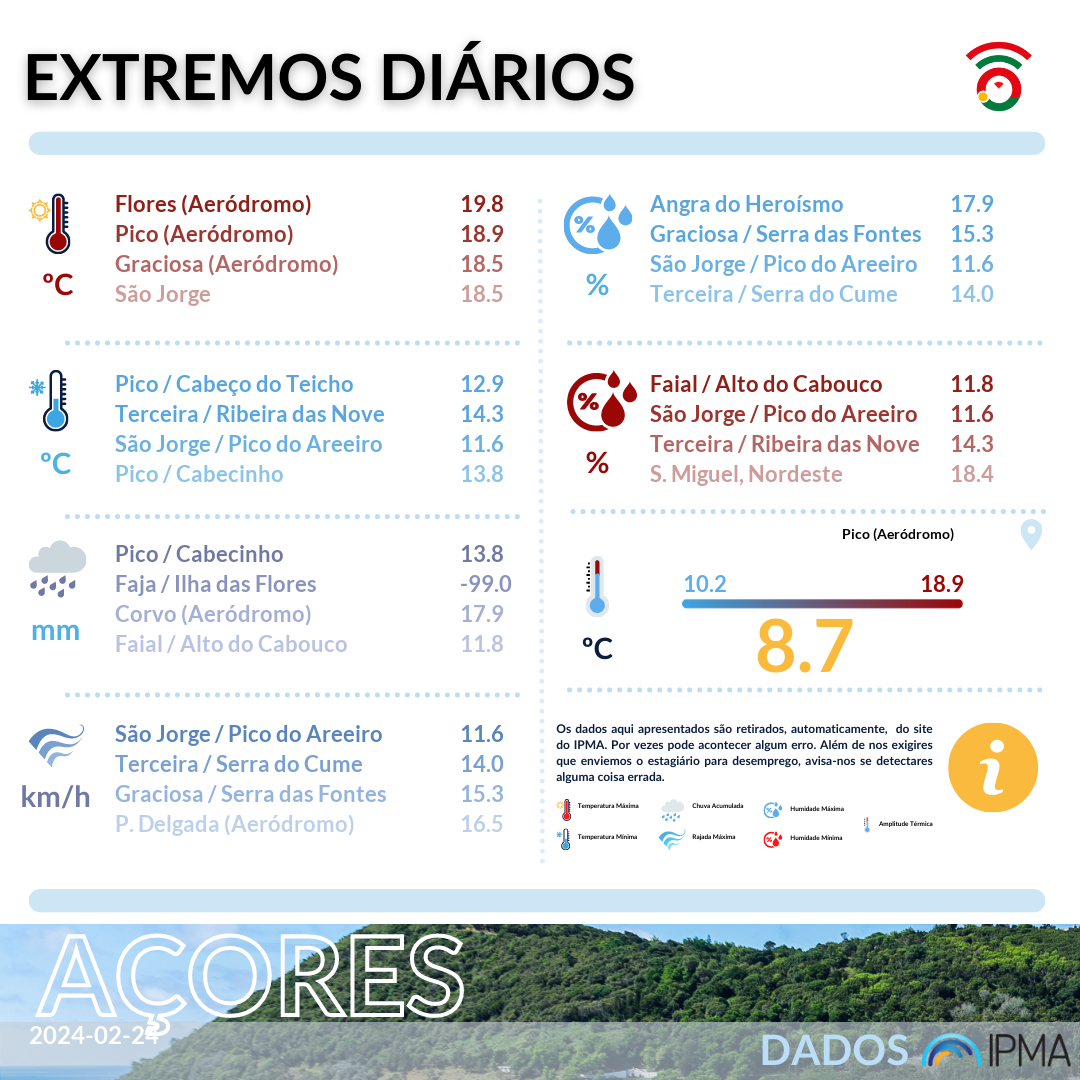 EXTREMOS DIÁRIOS
Flores (Aeródromo) 19.8
Pico (Aeródromo) 18.9
Graciosa (Aeródromo) 18.5
São Jorge 18.5
ºC
Pico / Cabeço do Teicho 12.9
Terceira / Ribeira das Nove 14.3
São Jorge / Pico do Areeiro 11.6
Pico / Cabecinho 13.8
ºC
Pico / Cabecinho 13.8
Faja / Ilha das Flores -99.0
Corvo (Aeródromo) 17.9
Faial / Alto do Cabouco 11.8
mm
São Jorge / Pico do Areeiro 11.6
Terceira / Serra do Cume 14.0
Graciosa / Serra das Fontes 15.3
P. Delgada (Aeródromo) 16.5
km/h
%
Angra do Heroísmo 17.9
Graciosa / Serra das Fontes 15.3
São Jorge / Pico do Areeiro 11.6
Terceira / Serra do Cume 14.0
%
%
Faial / Alto do Cabouco 11.8
São Jorge / Pico do Areeiro 11.6
Terceira / Ribeira das Nove 14.3
S. Miguel, Nordeste 18.4
%
Pico (Aeródromo)
10.2 18.9
8.7
ºC
Os dados aqui apresentados são retirados, automaticamente, do site
do IPMA. Por vezes pode acontecer algum erro. Além de nos exigires
que enviemos o estagiário para desemprego, avisa-nos se detectares
alguma coisa errada.
i
Temperatura Máxima Chuva Acumulada Humidade Máxima
Amplitude Térmica
Temperatura Mínima Rajada Máxima Humidade Mínima
AÇORES
2024-02-24
DADOS IPMA